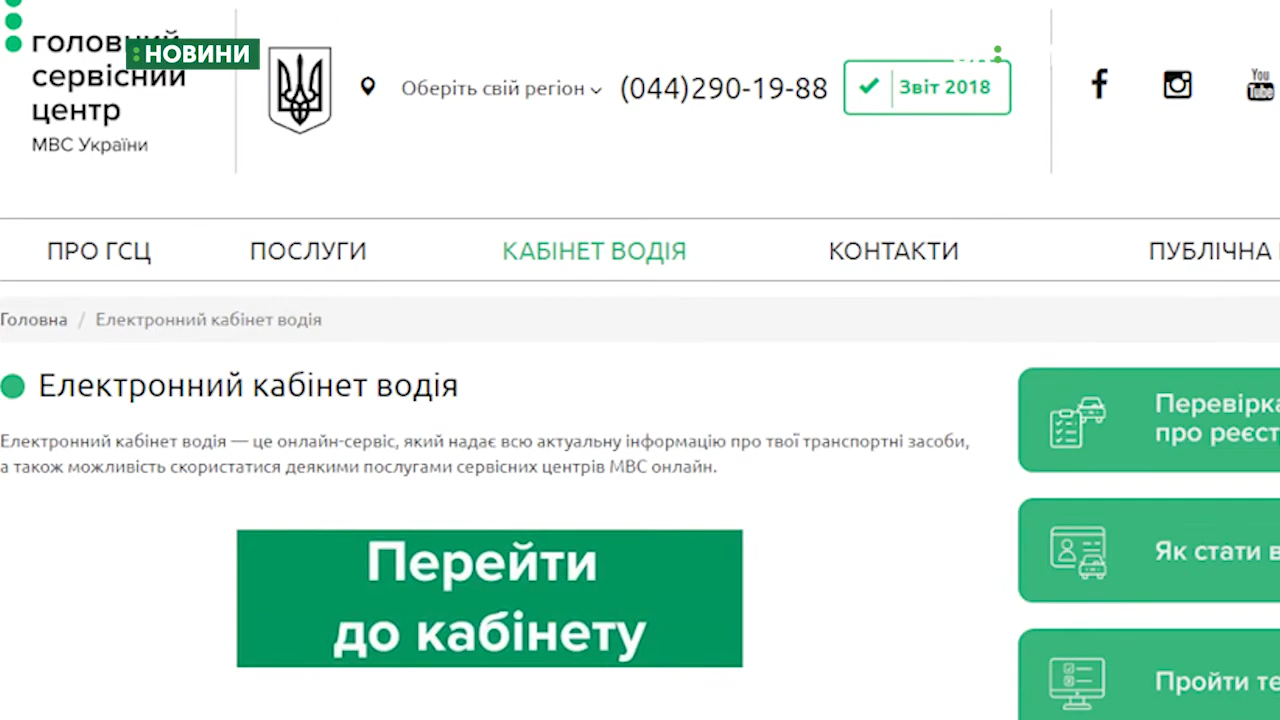 головний
сервісний
центр
МВС України
НОВИНИ
Оберіть свій регіон
(044)290-19-88
Звіт 2018
You
Tube
ПРО ГСЦ
ПОСЛУГИ
КАБІНЕТ ВОДІЯ
КОНТАКТИ
ПУБЛІЧНА
Головна / Електронний кабінет водія
Електронний кабінет водія
Електронний кабінет водія — це онлайн-сервіс, який надає всю актуальну інформацію про твої транспортні засоби,
а також можливість скористатися деякими послугами сервісних центрів МВС онлайн.
Перейти
до кабінету
Перевірка
про реєст
Як стати в
Пройти те